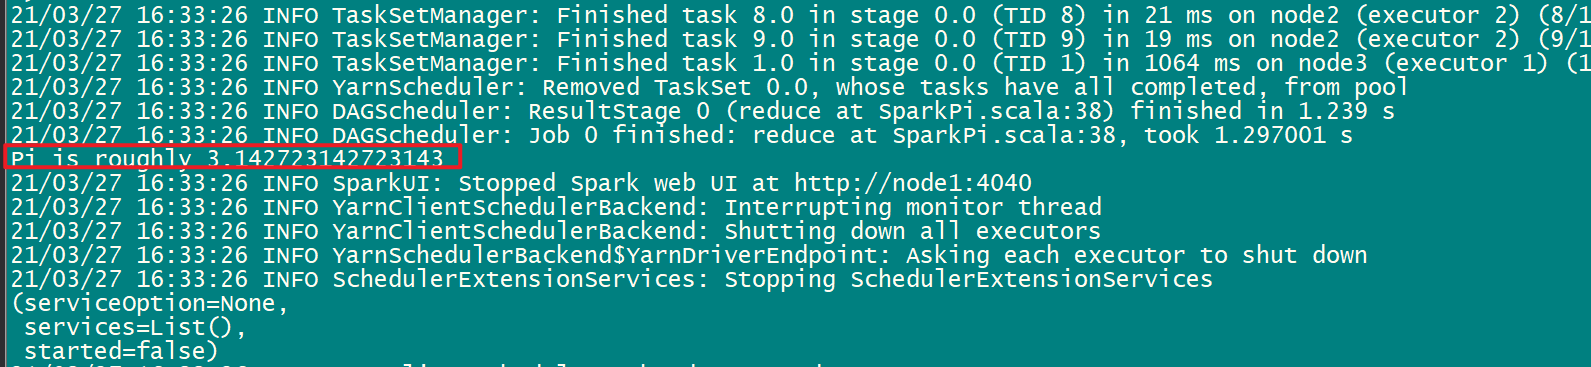 21/03/27 16:33:26 INFO TaskSetManager: Finished task 8.0 in stage 0.0 (TID 8) in 21 ms on node2 (executor 2) (8/1
21/03/27 16:33:26 INFO TaskSetManager: Finished task 9.0 in stage 0.0 (TID 9) in 19 ms on node2 (executor 2) (9/1
21/03/27 16:33:26 INFO TaskSetManager: Finished task 1.0 in stage 0.0 (TID 1) in 1064 ms on node3 (executor 1) (1
21/03/27 16:33:26 INFO YarnScheduler: Removed TaskSet 0.0, whose tasks have all completed, from pool
21/03/27 16:33:26 INFO DAGScheduler: ResultStage 0 (reduce at SparkPi.scala:38) finished in 1.239 s
21/03/27 16:33:26 INFO DAGScheduler: Job 0 finished: reduce at SparkPi.scala:38, took 1.297001 s
Pi is roughly 3.142723142723143
21/03/27 16:33:26 INFO SparkUI: Stopped Spark web UI at http://node1:4040
21/03/27 16:33:26 INFO YarnClientSchedulerBackend: Interrupting monitor thread
21/03/27 16:33:26 INFO YarnClientSchedulerBackend: Shutting down all executors
21/03/27 16:33:26 INFO YarnSchedulerBackend$YarnDriverEndpoint: Asking each executor to shut down
21/03/27 16:33:26 INFO SchedulerExtensionServices: Stopping SchedulerExtensionServices
(serviceOption=None,
 services=List(),
 started=false)